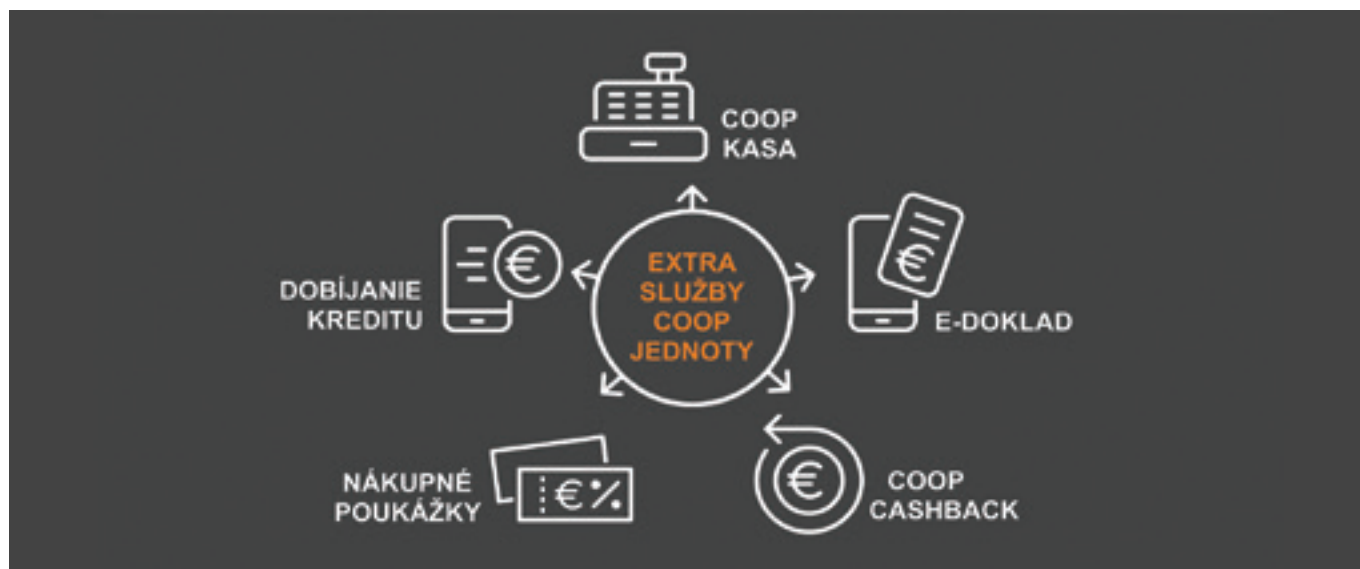 COOP
KASA
DOBÍJANIE
KREDITU
EXTRA
SLUŽBY
COOP
JEDNOTY
E-DOKLAD
NÁKUPNÉ
POUKÁŽKY
COOP
CASHBACK